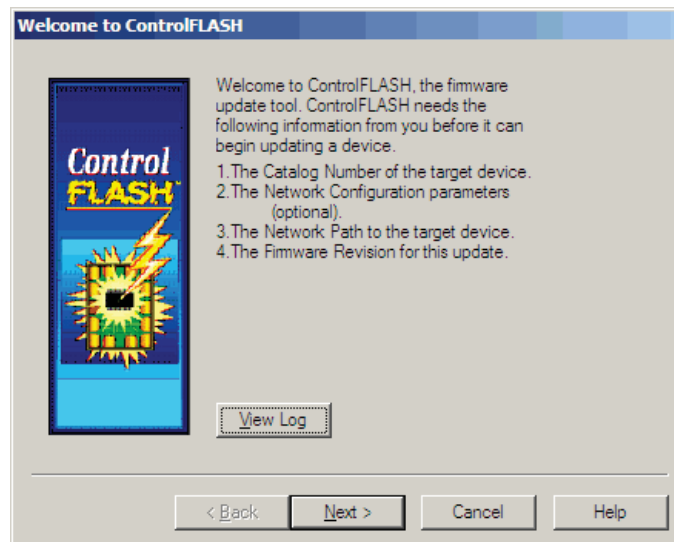 Welcome to ControlFLASH
Control
FLASH™
Welcome to ControlFLASH, the firmware
update tool. ControlFLASH needs the
following information from you before it can
begin updating a device.
1.The Catalog Number of the target device.
2.The Network Configuration parameters
(optional).
3.The Network Path to the target device.
4.The Firmware Revision for this update.
View Log
< Back
Next >
Cancel
Help